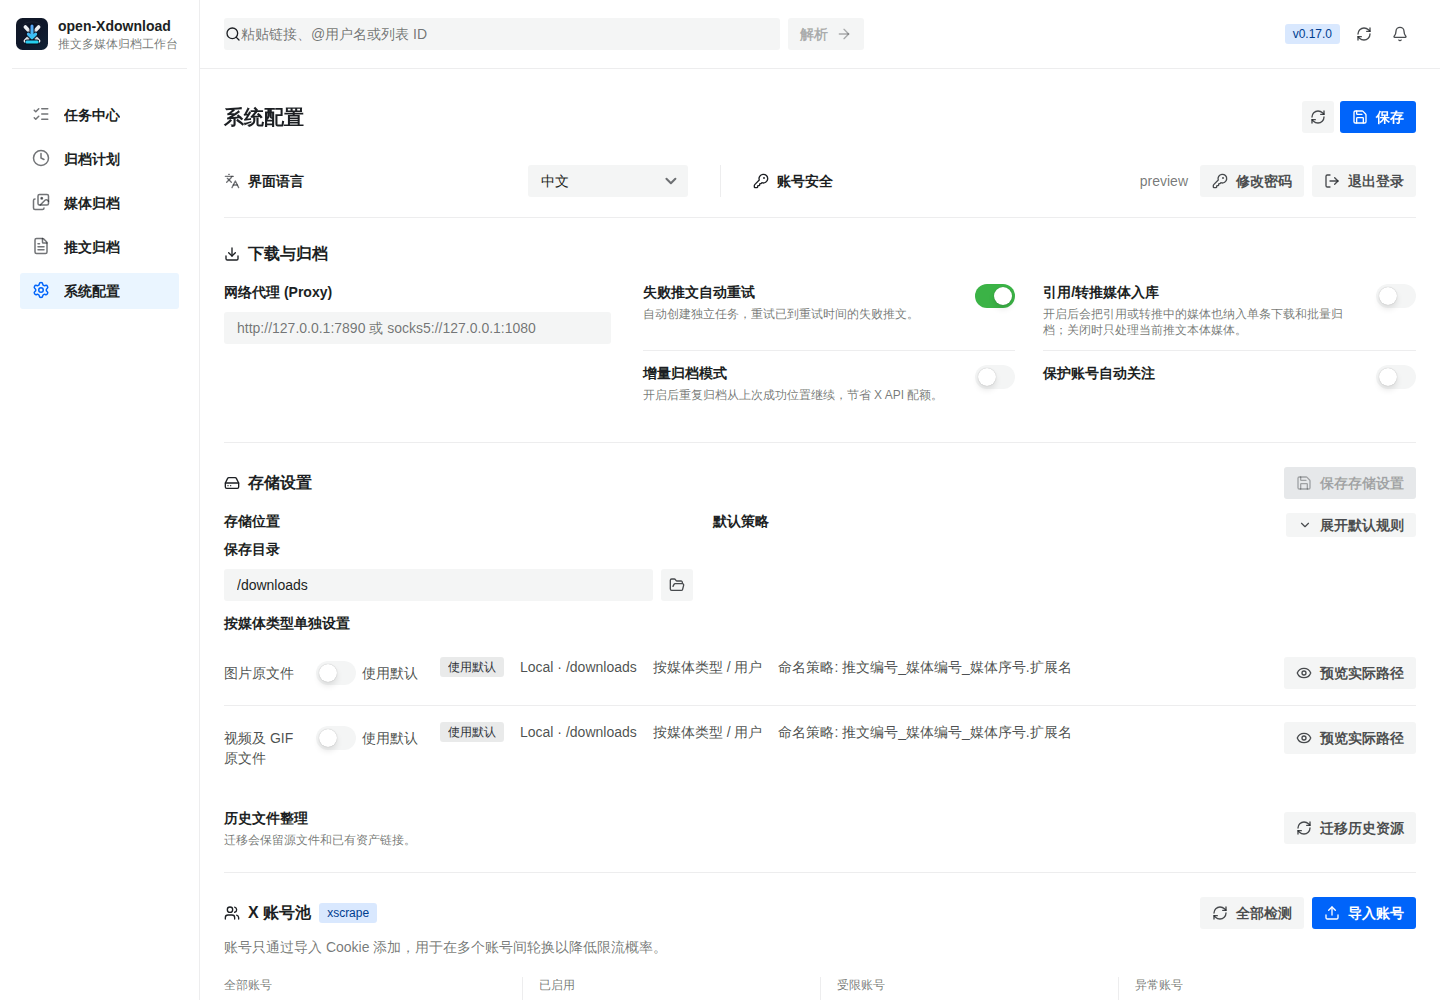 open-Xdownload
推文多媒体归档工作台
粘贴链接、@用户名或列表 ID
解析
v0.17.0
任务中心
归档计划
媒体归档
推文归档
系统配置
系统配置
保存
界面语言
中文
账号安全
preview
修改密码
退出登录
下载与归档
网络代理 (Proxy)
http://127.0.0.1:7890 或 socks5://127.0.0.1:1080
失败推文自动重试
自动创建独立任务，重试已到重试时间的失败推文。
引用/转推媒体入库
开启后会把引用或转推中的媒体也纳入单条下载和批量归
档；关闭时只处理当前推文本体媒体。
增量归档模式
开启后重复归档从上次成功位置继续，节省 X API 配额。
保护账号自动关注
存储设置
保存存储设置
存储位置
默认策略
展开默认规则
保存目录
/downloads
按媒体类型单独设置
图片原文件
使用默认
使用默认
Local · /downloads
按媒体类型 / 用户
命名策略: 推文编号_媒体编号_媒体序号.扩展名
预览实际路径
视频及 GIF
原文件
使用默认
使用默认
Local · /downloads
按媒体类型 / 用户
命名策略: 推文编号_媒体编号_媒体序号.扩展名
预览实际路径
历史文件整理
迁移会保留源文件和已有资产链接。
迁移历史资源
X 账号池
xscrape
全部检测
导入账号
账号只通过导入 Cookie 添加，用于在多个账号间轮换以降低限流概率。
全部账号
已启用
受限账号
异常账号